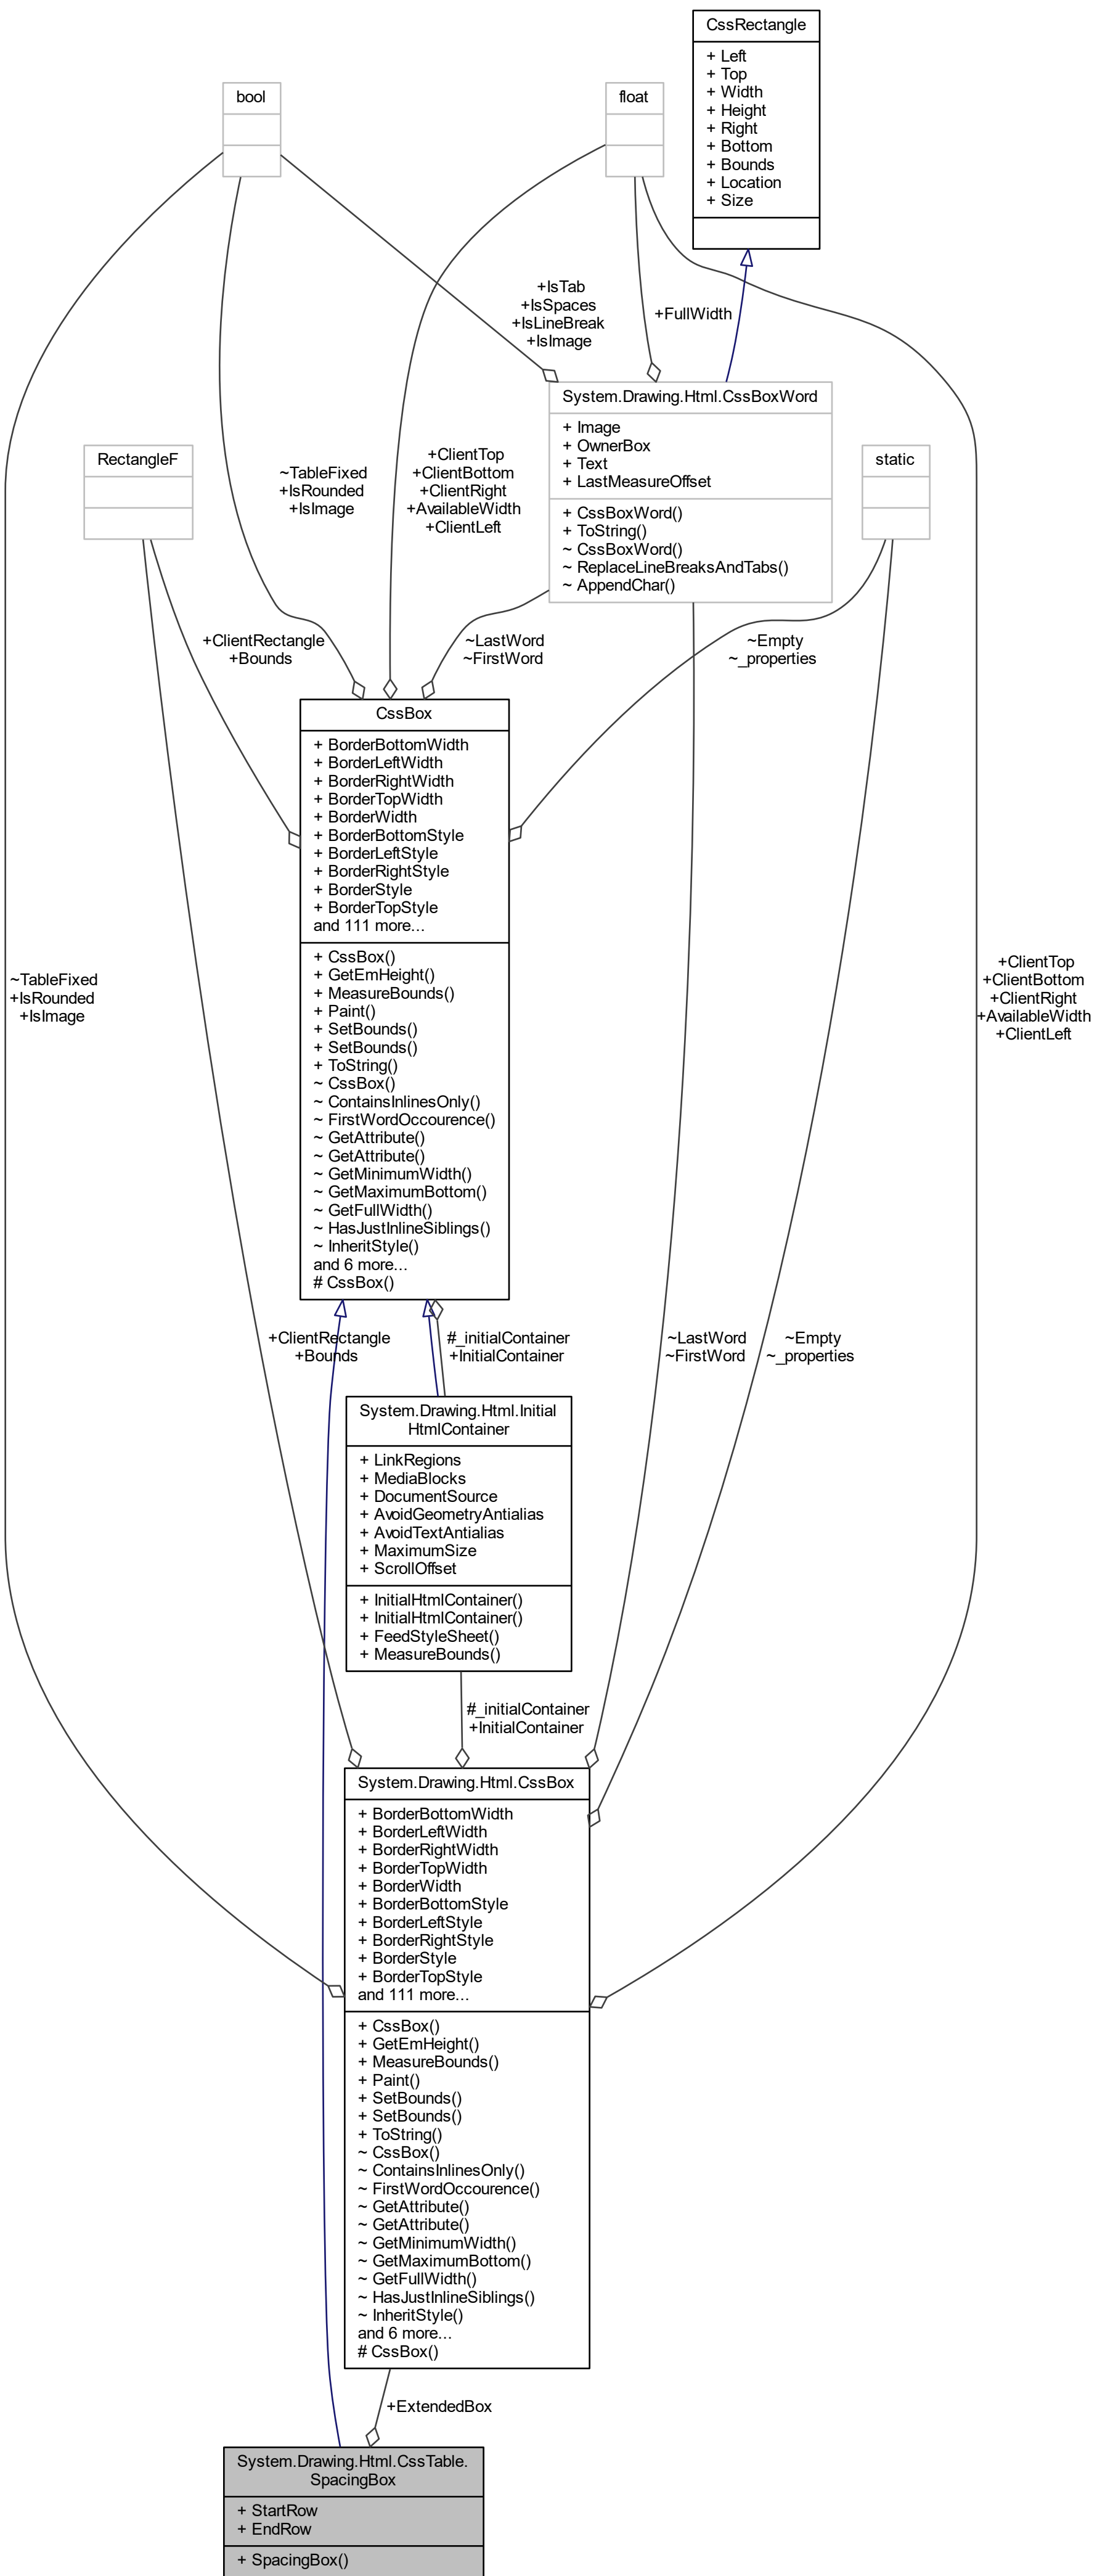 CssRectangle
+ Left
+ Top
+ Width
+ Height
+ Right
+ Bottom
+ Bounds
+ Location
+ Size
bool
float
+IsTab
+IsSpaces
+IsLineBreak
+IsImage
+FullWidth
System.Drawing.Html.CssBoxWord
+ Image
+ OwnerBox
+ Text
+ LastMeasureOffset
+ CssBoxWord()
+ ToString()
~ CssBoxWord()
~ ReplaceLineBreaksAndTabs()
~ AppendChar()
RectangleF
~TableFixed
+IsRounded
+IsImage
+ClientTop
+ClientBottom
+ClientRight
+AvailableWidth
+ClientLeft
static
+ClientRectangle
+Bounds
~LastWord
~FirstWord
~Empty
~_properties
CssBox
+ BorderBottomWidth
+ BorderLeftWidth
+ BorderRightWidth
+ BorderTopWidth
+ BorderWidth
+ BorderBottomStyle
+ BorderLeftStyle
+ BorderRightStyle
+ BorderStyle
+ BorderTopStyle
and 111 more...
+ CssBox()
+ GetEmHeight()
+ MeasureBounds()
+ Paint()
+ SetBounds()
+ SetBounds()
+ ToString()
~ CssBox()
~ ContainsInlinesOnly()
~ FirstWordOccourence()
~ GetAttribute()
~ GetAttribute()
~ GetMinimumWidth()
~ GetMaximumBottom()
~ GetFullWidth()
~ HasJustInlineSiblings()
~ InheritStyle()
and 6 more...
# CssBox()
~TableFixed
+IsRounded
+IsImage
+ClientTop
+ClientBottom
+ClientRight
+AvailableWidth
+ClientLeft
+ClientRectangle
+Bounds
#_initialContainer
+InitialContainer
~LastWord
~FirstWord
~Empty
~_properties
System.Drawing.Html.Initial
HtmlContainer
+ LinkRegions
+ MediaBlocks
+ DocumentSource
+ AvoidGeometryAntialias
+ AvoidTextAntialias
+ MaximumSize
+ ScrollOffset
+ InitialHtmlContainer()
+ InitialHtmlContainer()
+ FeedStyleSheet()
+ MeasureBounds()
#_initialContainer
+InitialContainer
System.Drawing.Html.CssBox
+ BorderBottomWidth
+ BorderLeftWidth
+ BorderRightWidth
+ BorderTopWidth
+ BorderWidth
+ BorderBottomStyle
+ BorderLeftStyle
+ BorderRightStyle
+ BorderStyle
+ BorderTopStyle
and 111 more...
+ CssBox()
+ GetEmHeight()
+ MeasureBounds()
+ Paint()
+ SetBounds()
+ SetBounds()
+ ToString()
~ CssBox()
~ ContainsInlinesOnly()
~ FirstWordOccourence()
~ GetAttribute()
~ GetAttribute()
~ GetMinimumWidth()
~ GetMaximumBottom()
~ GetFullWidth()
~ HasJustInlineSiblings()
~ InheritStyle()
and 6 more...
# CssBox()
+ExtendedBox
System.Drawing.Html.CssTable.
SpacingBox
+ StartRow
+ EndRow
+ SpacingBox()